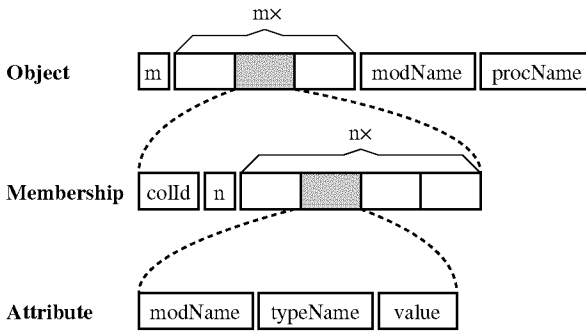 m×
Object m modName procName
n×
Membership colId n
Attribute modName typeName value